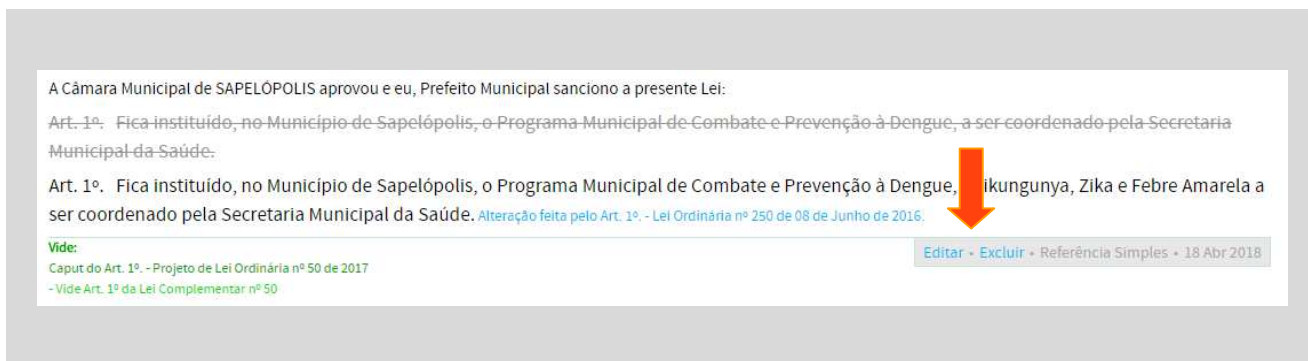 A Câmara Municipal de SAPELÓPOLIS aprovou e eu, Prefeito Municipal sanciono a presente Lei:
Art. 1º. Fica instituído, no Município de Sapelópolis, o Programa Municipal de Combate e Prevenção à Dengue, a ser coordenado pela Secretaria
Municipal da Saúde.
Art. 1º. Fica instituído, no Município de Sapelópolis, o Programa Municipal de Combate e Prevenção à Dengue, ikungunya, Zika e Febre Amarela a
ser coordenado pela Secretaria Municipal da Saúde. Alteração feita pelo Art. 1º. - Lei Ordinária nº 250 de 08 de Junho de 2016.
Vide:
Editar • Excluir • Referência Simples • 18 Abr 2018
Caput do Art. 1º. - Projeto de Lei Ordinária nº 50 de 2017
- Vide Art. 1º da Lei Complementar nº 50